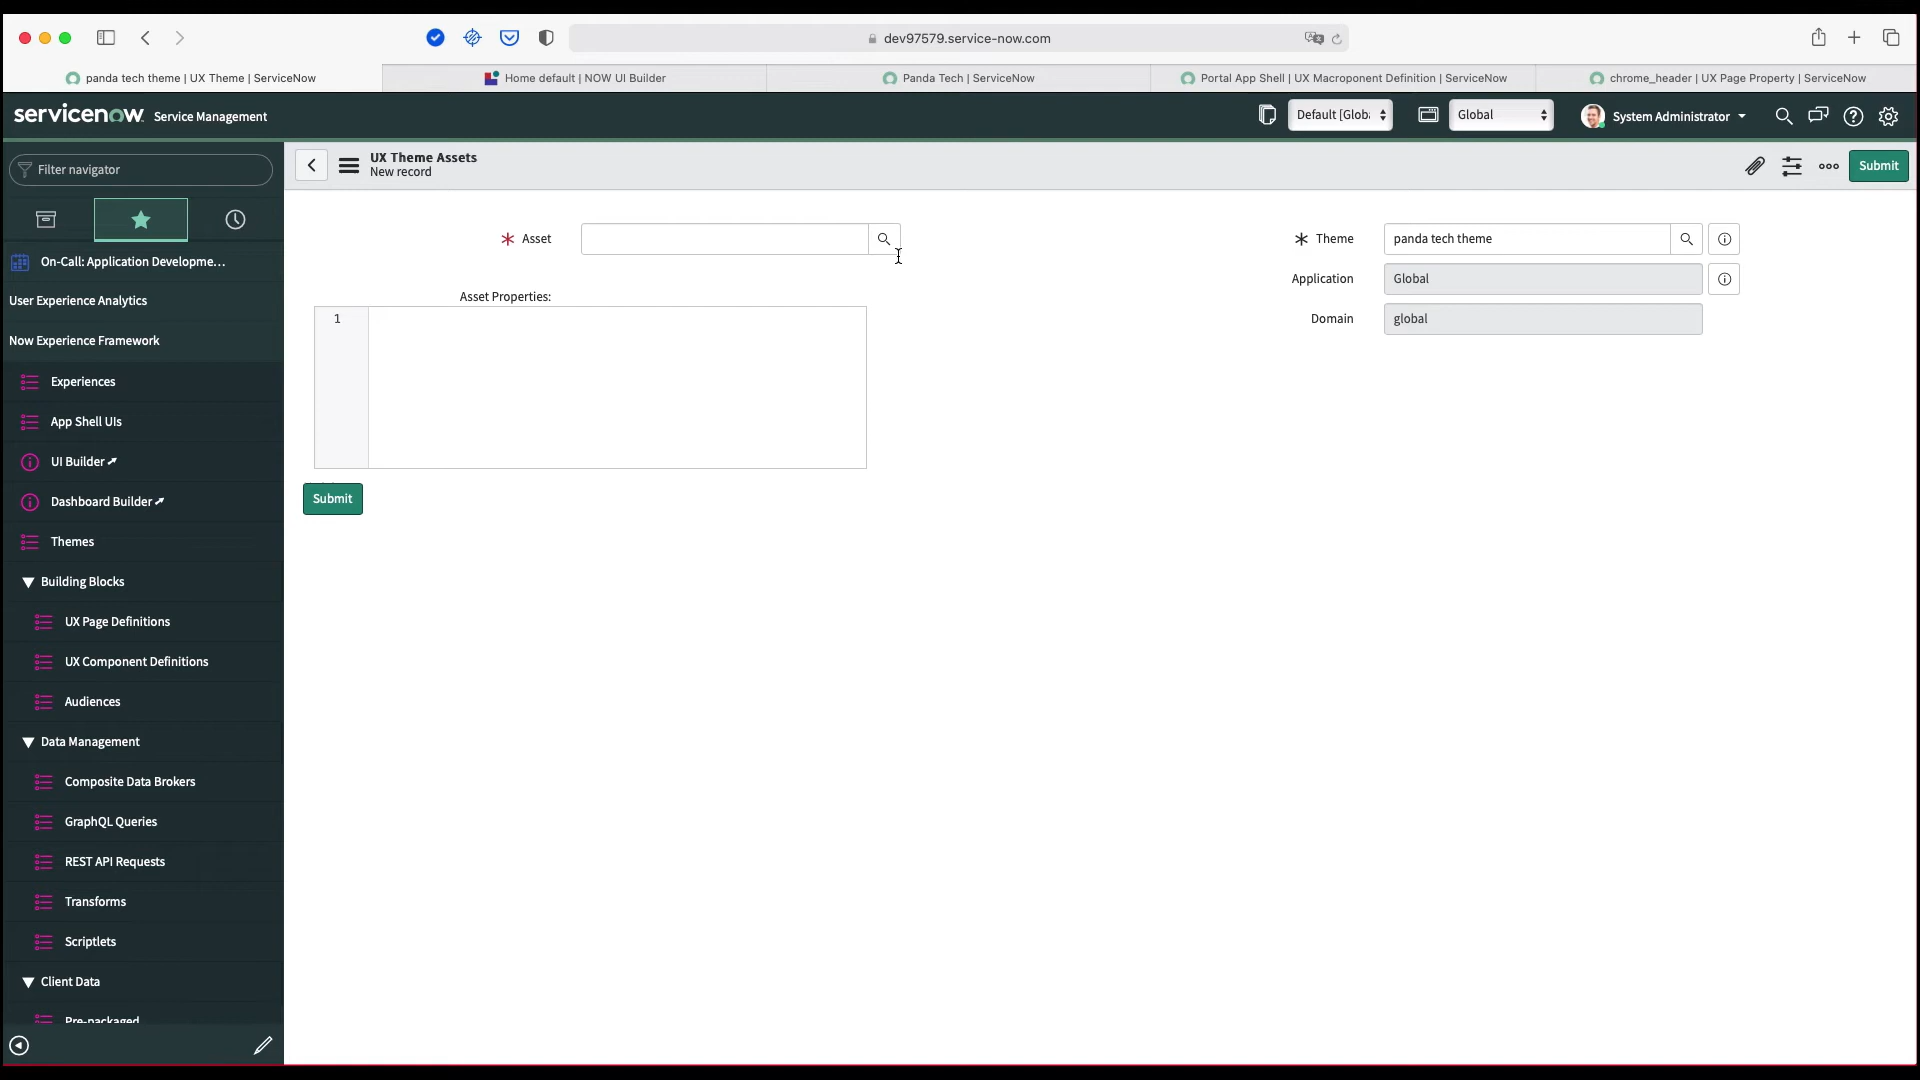 dev97579.service-now.com
panda tech theme | UX Theme | ServiceNow
Home default | NOW UI Builder
Panda Tech | ServiceNow
Portal App Shell | UX Macroponent Definition | ServiceNow
chrome_header | UX Page Property | ServiceNow
servicenow Service Management
Default [Globa
Global
System Administrator
Filter navigator
UX Theme Assets
New record
Submit
Asset
Theme
panda tech theme
Application
Global
Domain
global
Asset Properties:
1
Submit
On-Call: Application Developme...
User Experience Analytics
Now Experience Framework
Experiences
App Shell UIs
UI Builder
Dashboard Builder
Themes
Building Blocks
UX Page Definitions
UX Component Definitions
Audiences
Data Management
Composite Data Brokers
GraphQL Queries
REST API Requests
Transforms
Scriptlets
Client Data
Pre-packaged